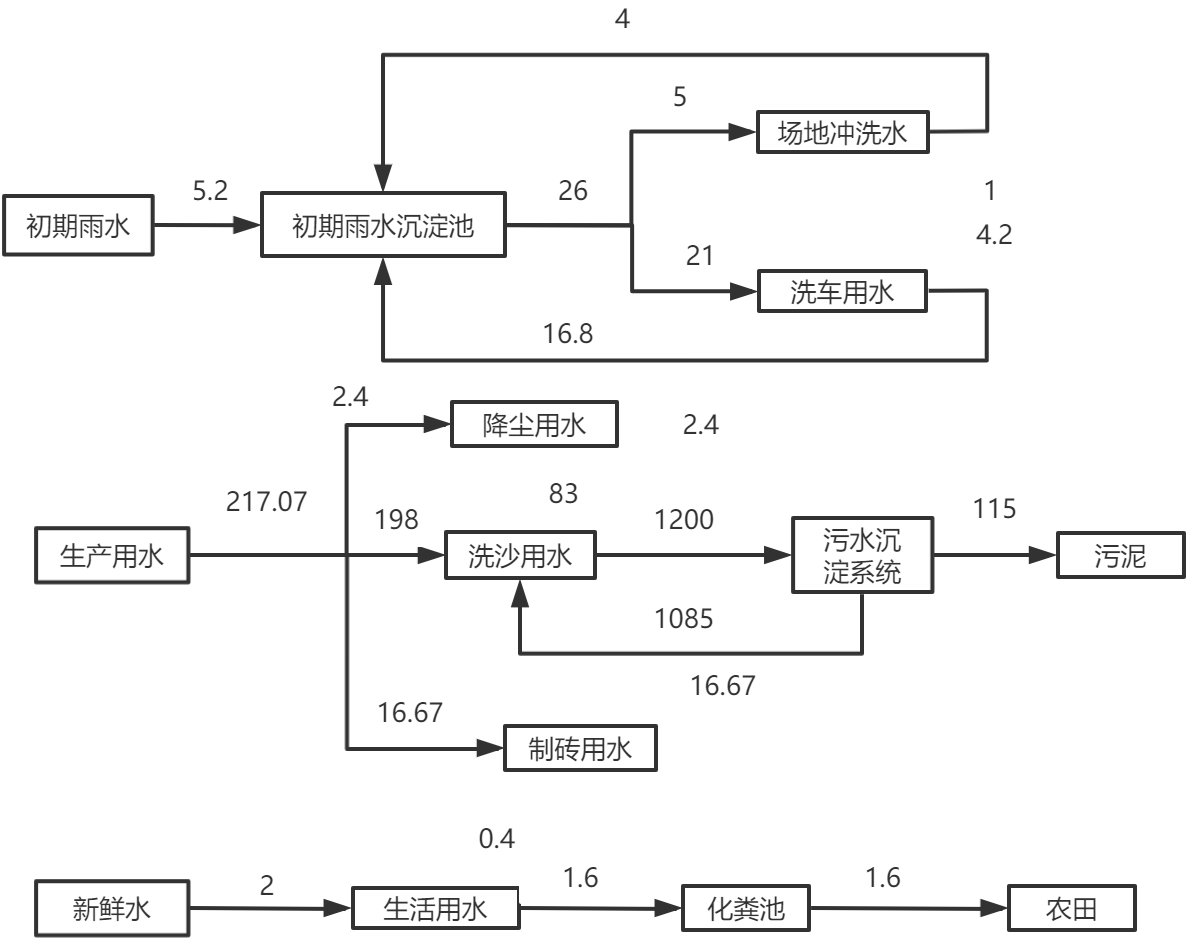 4
5
场地冲洗水
初期雨水
5.2
初期雨水沉淀池
26
1
4.2
21
洗车用水
16.8
2.4
降尘用水
2.4
217.07
83
198
1200
115
生产用水
洗沙用水
污水沉
淀系统
污泥
1085
16.67
16.67
制砖用水
0.4
新鲜水
2
生活用水
1.6
化粪池
1.6
农田